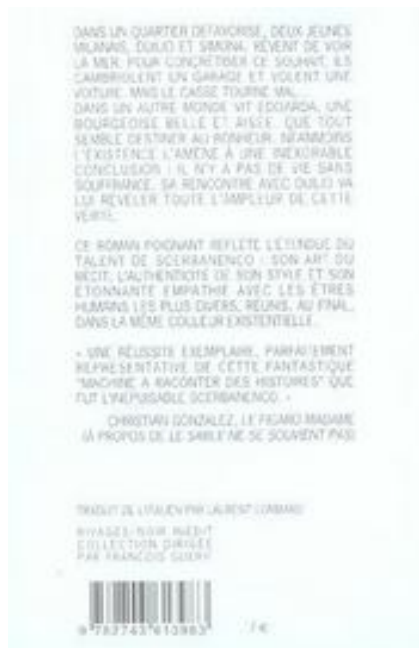 DANS UN QUARTIER DÉFAVORISÉ, DEUX JEUNES
MILANAIS, DUILIO ET SIMONA, RÊVENT DE VOIR
LA MER. POUR CONCRÉTISER CE SOUHAIT, ILS
CAMBRIOLENT UN GARAGE ET VOLENT UNE
VOITURE. MAIS LE CASSE TOURNE MAL...
DANS UN AUTRE MONDE VIT EDOARDA, UNE
BOURGEOISE BELLE ET AISÉE QUE TOUT
SEMBLE DESTINER AU BONHEUR. NÉANMOINS
L'EXISTENCE L'AMÈNE À UNE INEXORABLE
CONCLUSION : IL N'Y A PAS DE VIE SANS
SOUFFRANCE. SA RENCONTRE AVEC DUILIO VA
LUI RÉVÉLER TOUTE L'AMPLEUR DE CETTE
VÉRITÉ.
CE ROMAN POIGNANT REFLÈTE L'ÉTENDUE DU
TALENT DE SCERBANENCO : SON ART DU
RÉCIT, L'AUTHENTICITÉ DE SON STYLE ET SON
ÉTONNANTE EMPATHIE AVEC LES ÊTRES
HUMAINS LES PLUS DIVERS, RÉUNIS, AU FINAL,
DANS LA MÊME COULEUR EXISTENTIELLE.
« UNE RÉUSSITE EXEMPLAIRE, PARFAITEMENT
REPRÉSENTATIVE DE CETTE FANTASTIQUE
"MACHINE À RACONTER DES HISTOIRES" QUE
FUT L'INÉPUISABLE SCERBANENCO. »
CHRISTIAN GONZALEZ, LE FIGARO MADAME
(À PROPOS DE LE SABLE NE SE SOUVIENT PAS)
TRADUIT DE L'ITALIEN PAR LAURENT LOMBARD
RIVAGES/NOIR INÉDIT
COLLECTION DIRIGÉE
PAR FRANÇOIS GUÉRIF
9 782743 613983
7 €